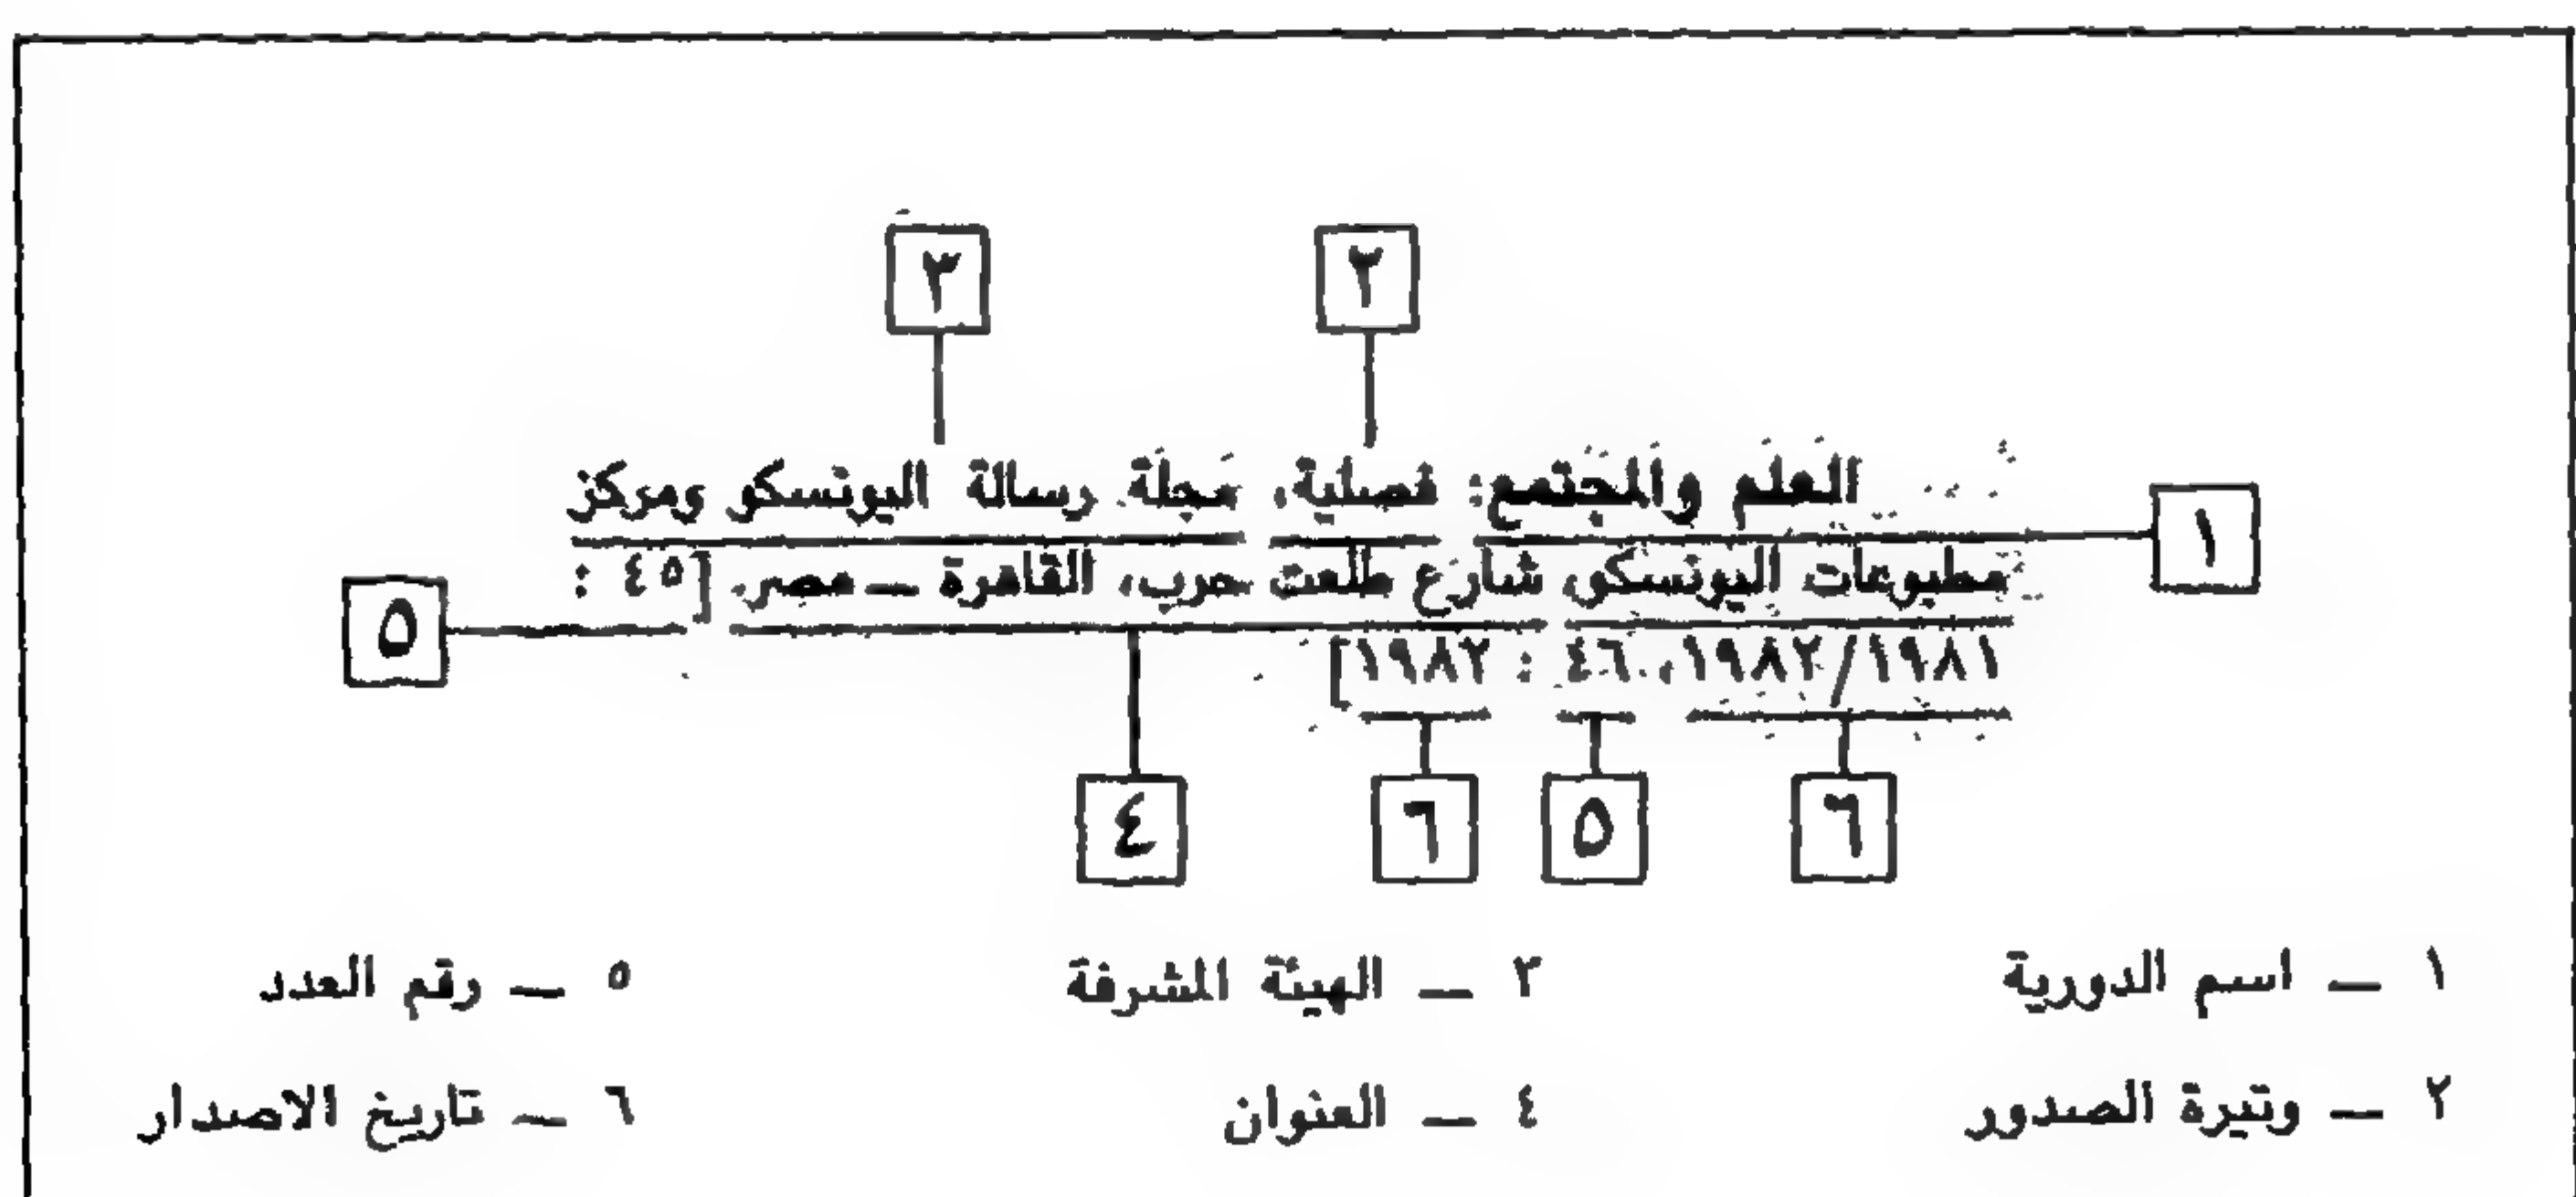 ٣ ٢
العلم والمجتمع: فصلية، مجلة رسالة اليونسكو ومركز
١
مطبوعات اليونسكو، شارع طلعت حرب، القاهرة — مصر. [٤٥ :
٥
١٩٨١/١٩٨٢، ٤٦ : ١٩٨٢]
٦ ٥ ٦ ٤
١ — اسم الدورية ٣ — الهيئة المشرفة ٥ — رقم العدد
٢ — وتيرة الصدور ٤ — العنوان ٦ — تاريخ الاصدار